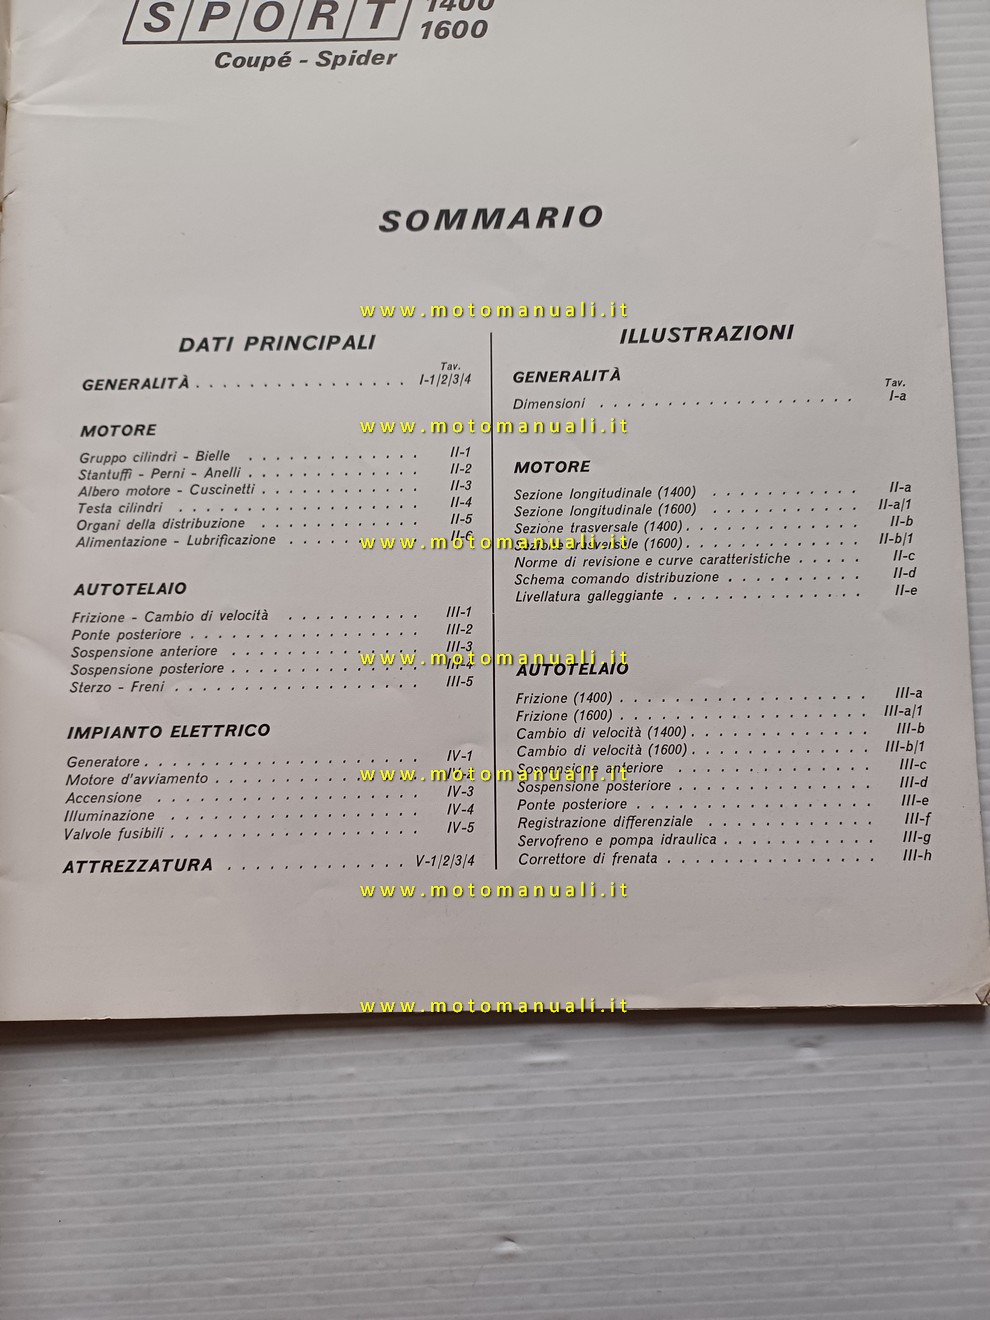 SPORT 1400
1600
Coupé - Spider
SOMMARIO
www.motomanuali.it
DATI PRINCIPALI
Tav.
GENERALITÀ . . . . . . . . . . . . . . . . I-1/2/3/4
MOTORE
Gruppo cilindri - Bielle . . . . . . . . . . . . . II-1
Stantuffi - Perni - Anelli . . . . . . . . . . . . . II-2
Albero motore - Cuscinetti . . . . . . . . . . . . II-3
Testa cilindri . . . . . . . . . . . . . . . . . . II-4
Organi della distribuzione . . . . . . . . . . . . II-5
Alimentazione - Lubrificazione . . . . . . . . . . II-6
AUTOTELAIO
Frizione - Cambio di velocità . . . . . . . . . . III-1
Ponte posteriore . . . . . . . . . . . . . . . . . III-2
Sospensione anteriore . . . . . . . . . . . . . . III-3
Sospensione posteriore . . . . . . . . . . . . . . III-4
Sterzo - Freni . . . . . . . . . . . . . . . . . . III-5
IMPIANTO ELETTRICO
Generatore . . . . . . . . . . . . . . . . . . . . IV-1
Motore d'avviamento . . . . . . . . . . . . . . .
Accensione . . . . . . . . . . . . . . . . . . . . IV-3
Illuminazione . . . . . . . . . . . . . . . . . . IV-4
Valvole fusibili . . . . . . . . . . . . . . . . . IV-5
ATTREZZATURA . . . . . . . . . . . . . V-1/2/3/4
ILLUSTRAZIONI
GENERALITÀ
Tav.
Dimensioni . . . . . . . . . . . . . . . . . . . I-a
www.motomanuali.it
MOTORE
Sezione longitudinale (1400) . . . . . . . . . . . II-a
Sezione longitudinale (1600) . . . . . . . . . . . II-a/1
Sezione trasversale (1400) . . . . . . . . . . . . . II-b
Sezione trasversale (1600) . . . . . . . . . . . . . II-b/1
www.motomanuali.it
Norme di revisione e curve caratteristiche . . . . . II-c
Schema comando distribuzione . . . . . . . . . . II-d
Livellatura galleggiante . . . . . . . . . . . . . . II-e
www.motomanuali.it
AUTOTELAIO
Frizione (1400) . . . . . . . . . . . . . . . . . . . III-a
Frizione (1600) . . . . . . . . . . . . . . . . . . . III-a/1
Cambio di velocità (1400) . . . . . . . . . . . . . III-b
Cambio di velocità (1600) . . . . . . . . . . . . . III-b/1
Sospensione anteriore . . . . . . . . . . . . . . . III-c
www.motomanuali.it
Sospensione posteriore . . . . . . . . . . . . . . . III-d
Ponte posteriore . . . . . . . . . . . . . . . . . . III-e
Registrazione differenziale . . . . . . . . . . . . III-f
Servofreno e pompa idraulica . . . . . . . . . . . III-g
Correttore di frenata . . . . . . . . . . . . . . . . III-h
www.motomanuali.it
www.motomanuali.it